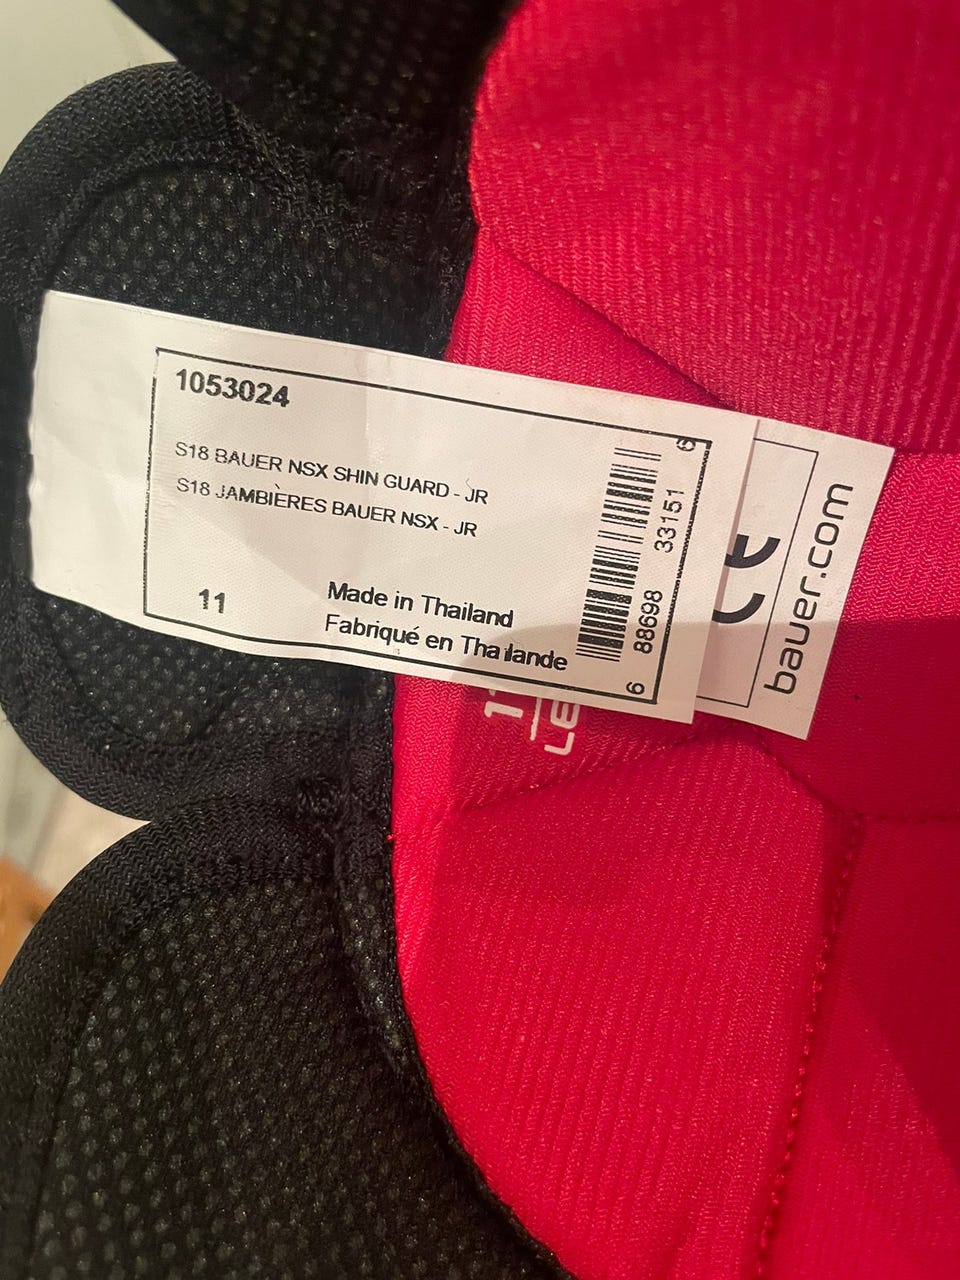 1053024
S18 BAUER NSX SHIN GUARD - JR
S18 JAMBIÈRES BAUER NSX - JR
11
Made in Thailand
Fabriqué en Thaïlande
6 88698 33151 6
CE
bauer.com